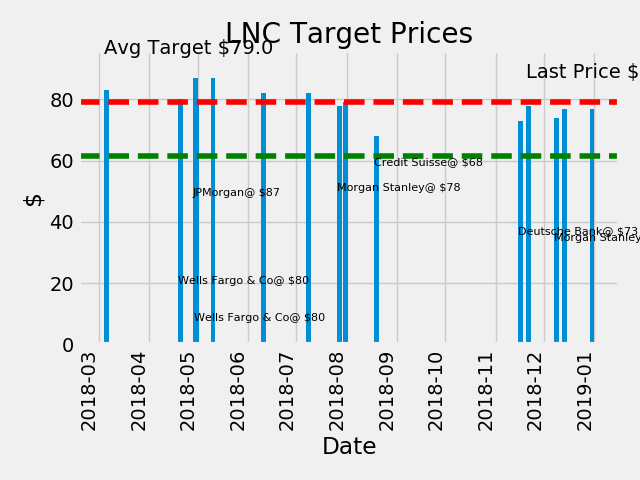 LNC Target Prices
Avg Target $79.0
Last Price $
80
60
40
20
0
$
Credit Suisse@ $68
Morgan Stanley@ $78
JPMorgan@ $87
Deutsche Bank@ $73
Morgan Stanley
Wells Fargo & Co@ $80
Wells Fargo & Co@ $80
2018-03
2018-04
2018-05
2018-06
2018-07
2018-08
2018-09
2018-10
2018-11
2018-12
2019-01
Date